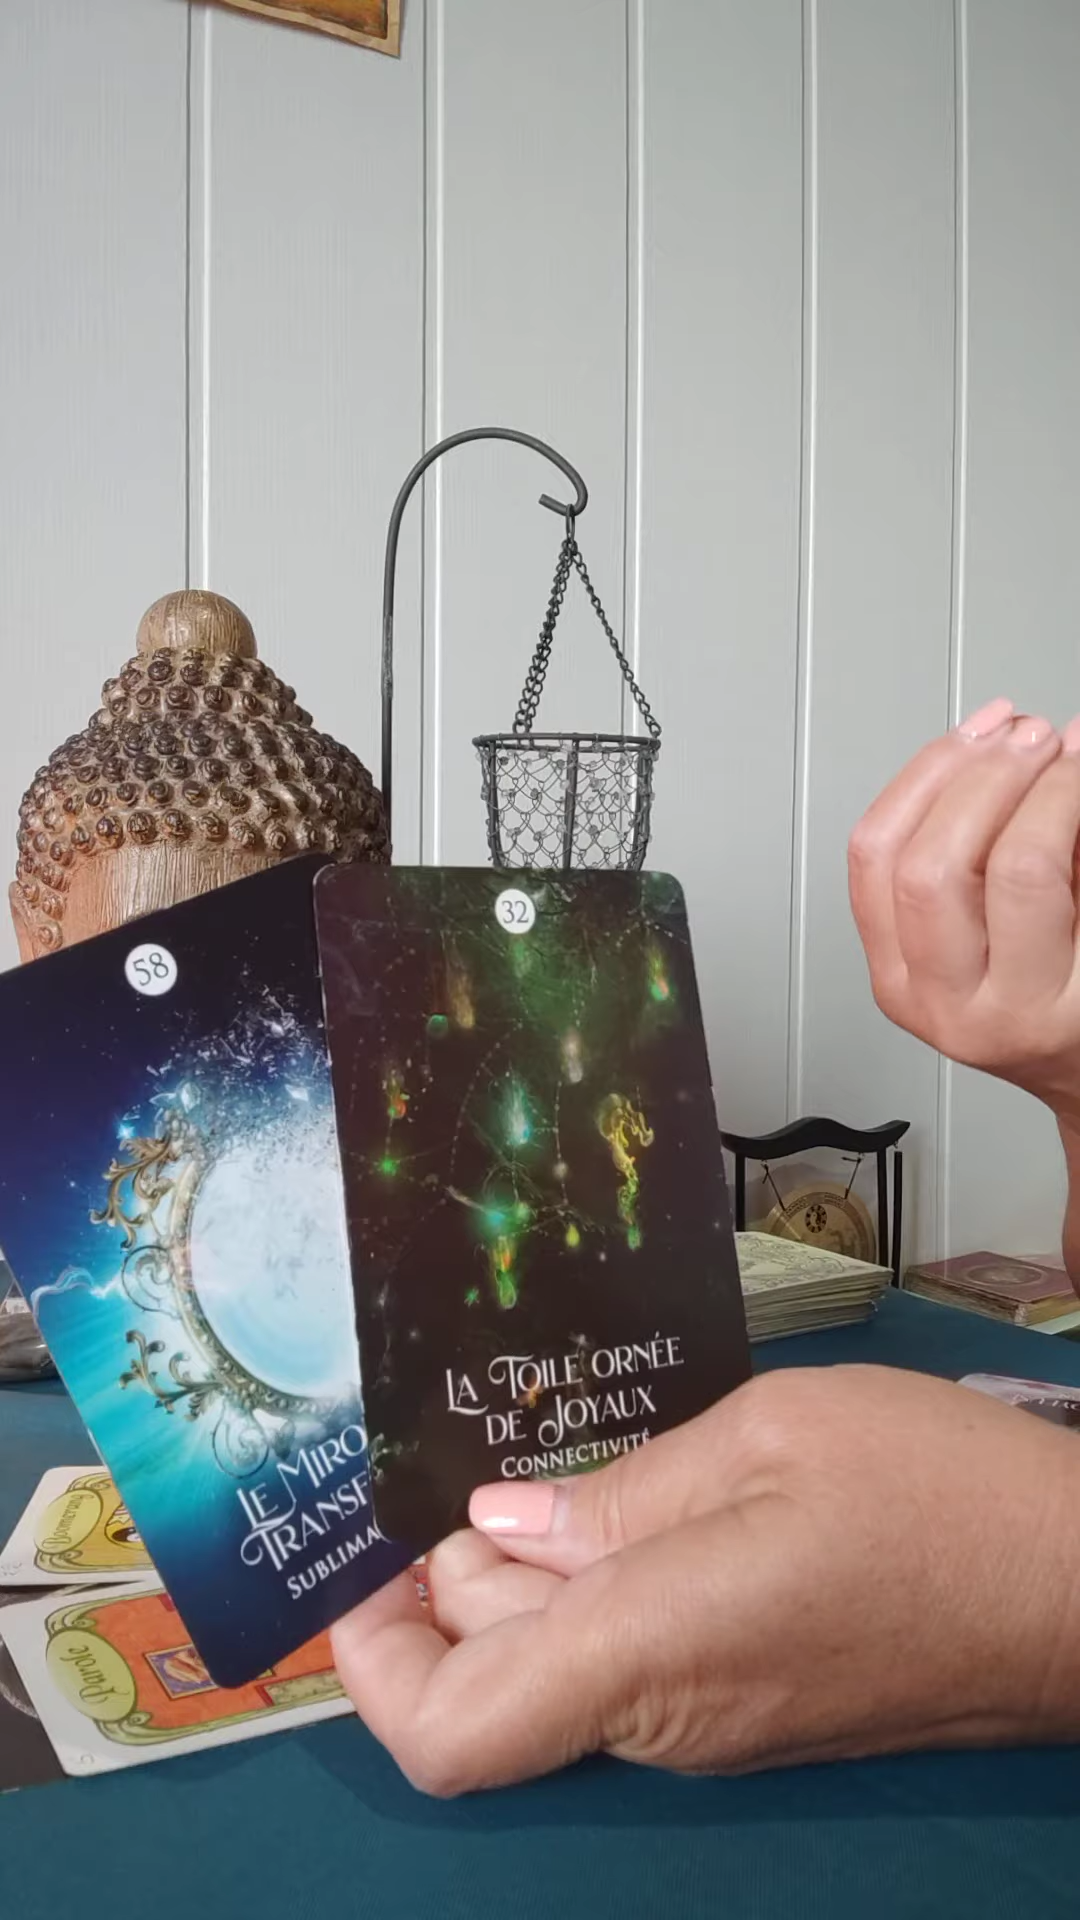 58
LE MIRO
TRANSF
SUBLIMA
32
LA TOILE ORNÉE
DE JOYAUX
CONNECTIVITÉ
Boomerang
Parole